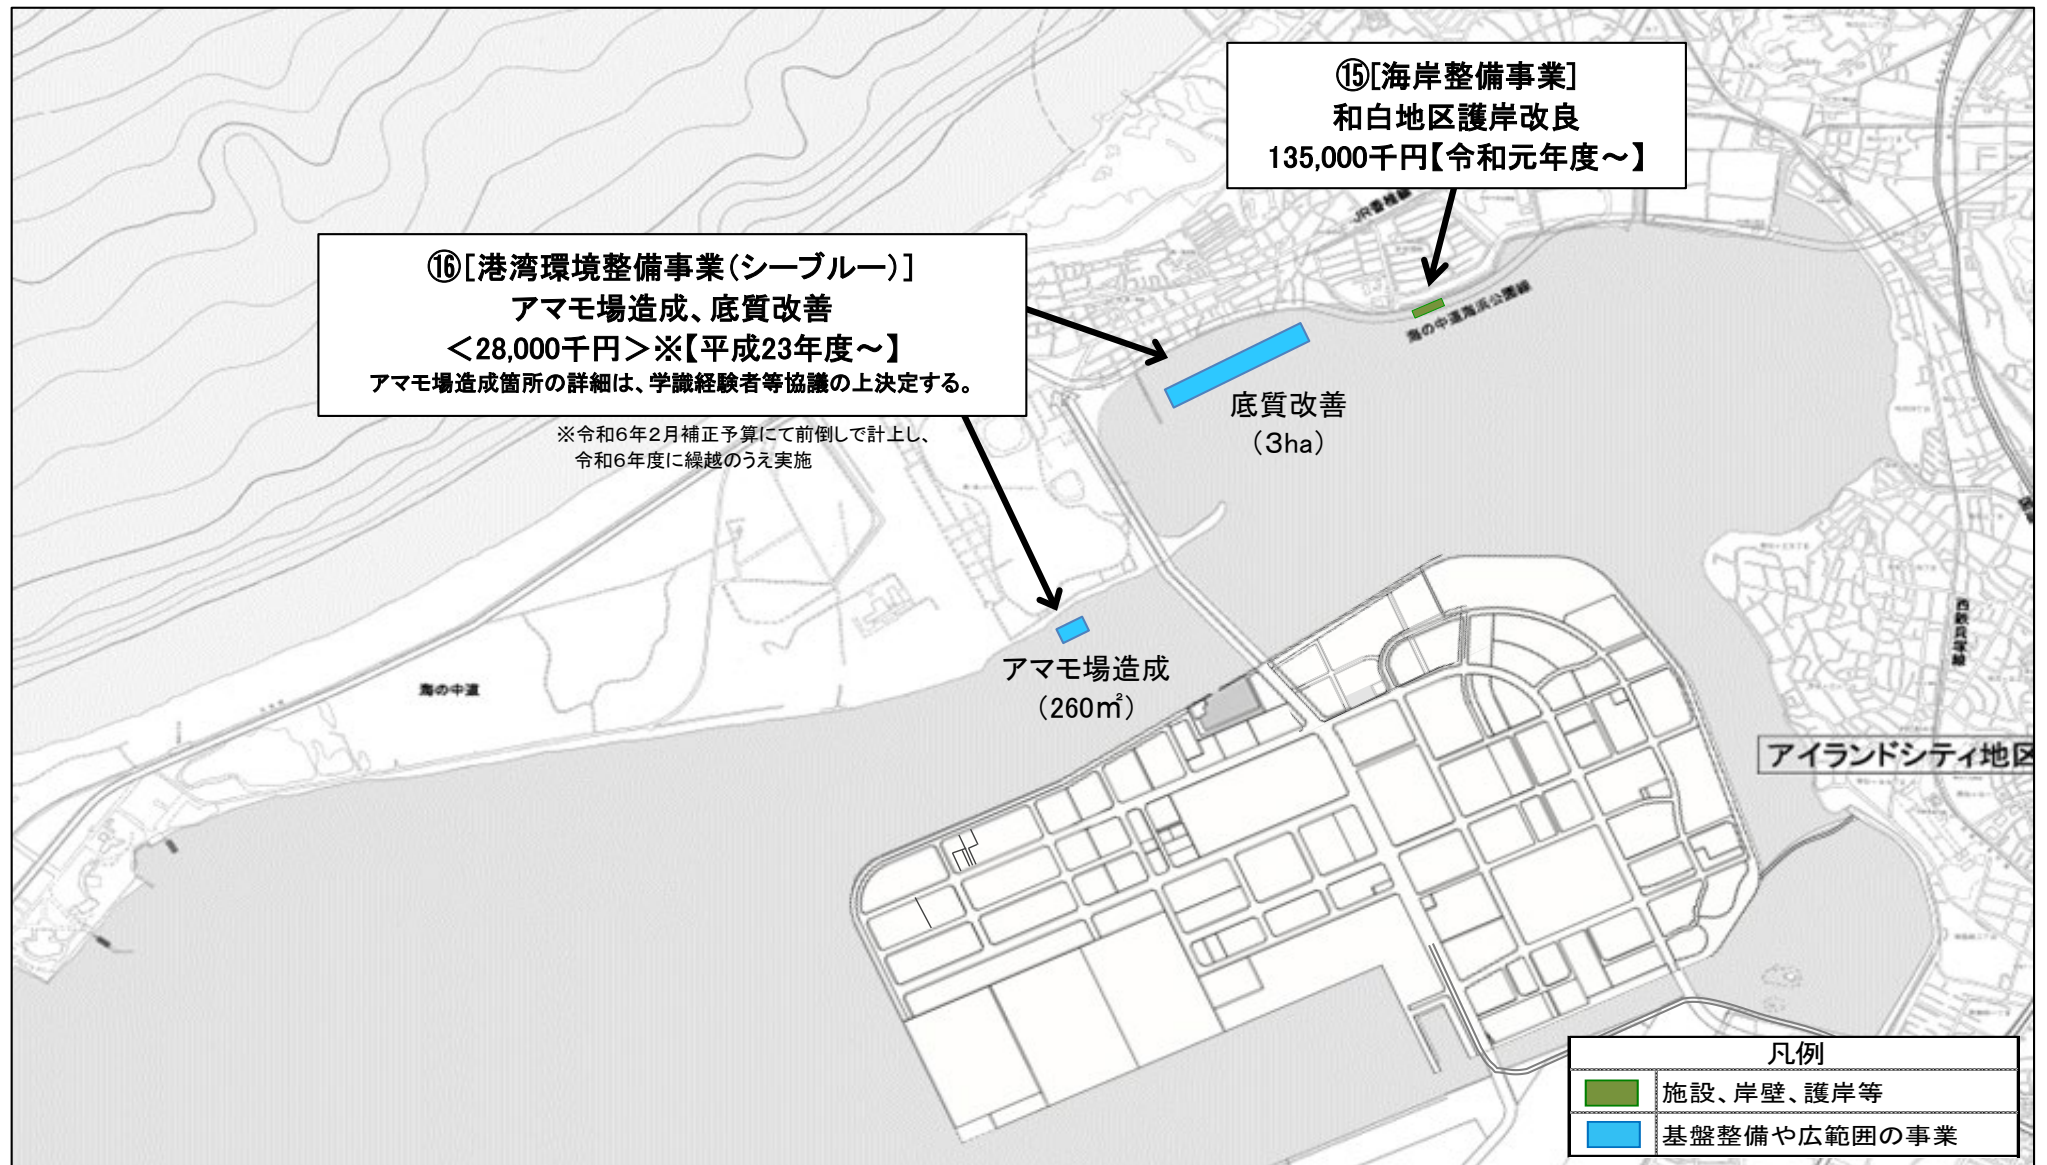 ⑮[海岸整備事業]
和白地区護岸改良
135,000千円【令和元年度～】
JR香椎線
⑯[港湾環境整備事業（シーブルー）]
アマモ場造成、底質改善
＜28,000千円＞※【平成23年度～】
アマモ場造成箇所の詳細は、学識経験者等協議の上決定する。
※令和６年２月補正予算にて前倒しで計上し、
令和６年度に繰越のうえ実施
海の中道海浜公園線
底質改善
（３ha）
アマモ場造成
（260㎡）
海の中道
西鉄貝塚線
アイランドシティ地区
凡例
施設、岸壁、護岸等
基盤整備や広範囲の事業